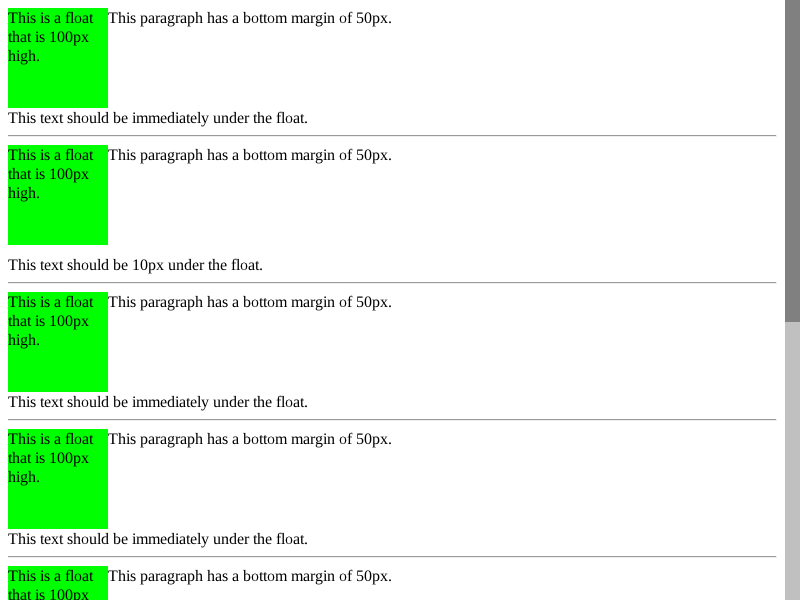 This is a float
that is 100px
high.
This paragraph has a bottom margin of 50px.
This text should be immediately under the float.
This is a float
that is 100px
high.
This paragraph has a bottom margin of 50px.
This text should be 10px under the float.
This is a float
that is 100px
high.
This paragraph has a bottom margin of 50px.
This text should be immediately under the float.
This is a float
that is 100px
high.
This paragraph has a bottom margin of 50px.
This text should be immediately under the float.
This is a float
that is 100px
This paragraph has a bottom margin of 50px.